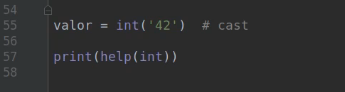 54
55 valor = int('42') # cast
56
57 print(help(int))
58